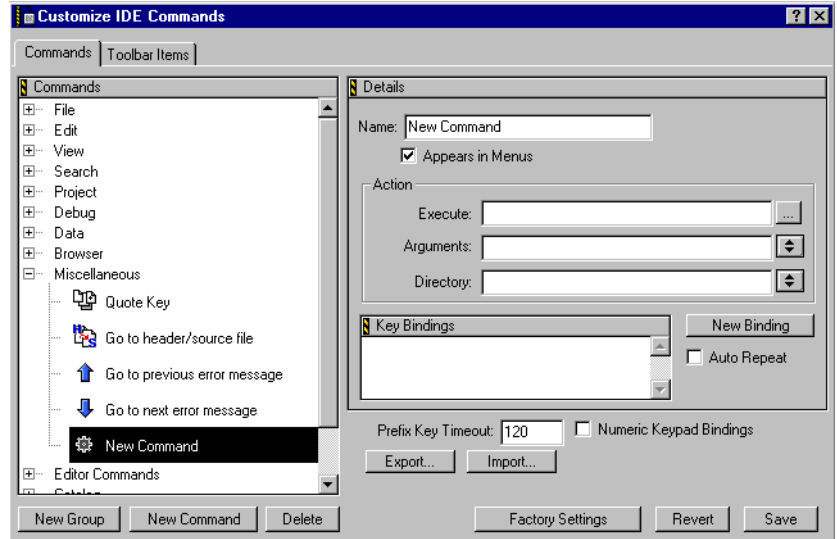 Customize IDE Commands
Commands
Toolbar Items
Commands
File
Edit
View
Search
Project
Debug
Data
Browser
Miscellaneous
Quote Key
Go to header/source file
Go to previous error message
Go to next error message
New Command
Editor Commands
Catalog
New Group
New Command
Delete
Details
Name: New Command
Appears in Menus
Action
Execute:
...
Arguments:
Directory:
Key Bindings
New Binding
Auto Repeat
Prefix Key Timeout: 120
Numeric Keypad Bindings
Export...
Import...
Factory Settings
Revert
Save